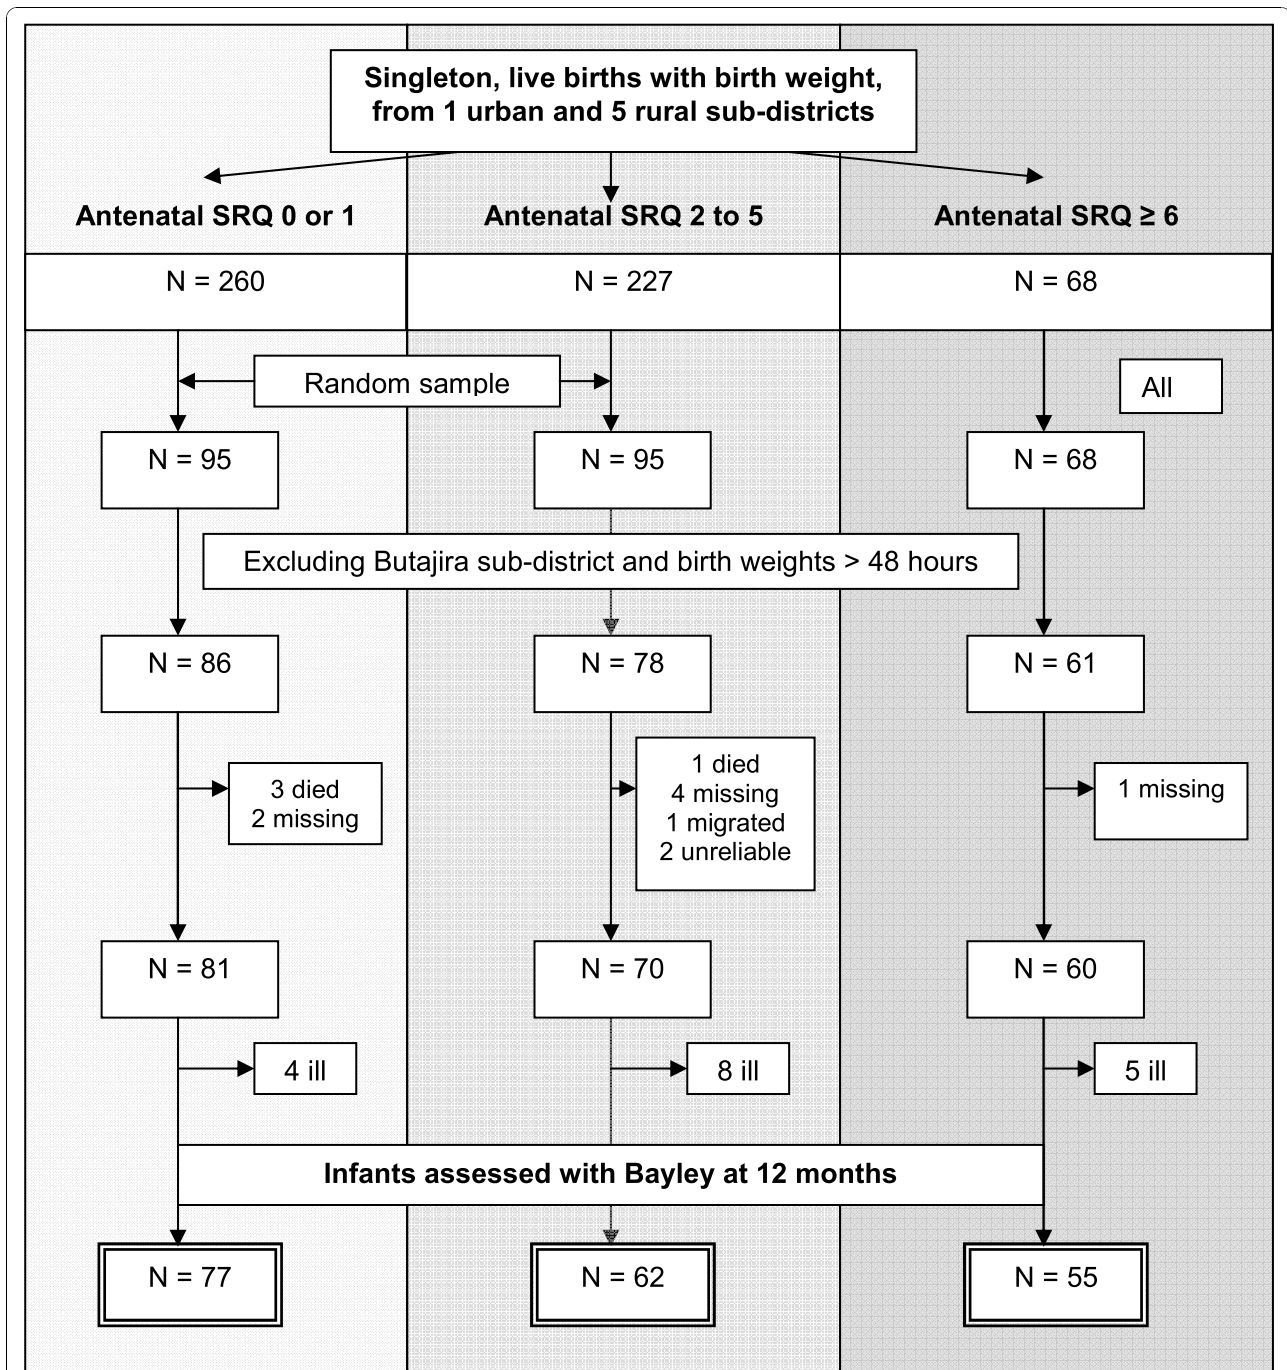 Singleton, live births with birth weight,
from 1 urban and 5 rural sub-districts
Antenatal SRQ 0 or 1
Antenatal SRQ 2 to 5
Antenatal SRQ ≥ 6
N = 260
N = 227
N = 68
Random sample
All
N = 95
N = 95
N = 68
Excluding Butajira sub-district and birth weights > 48 hours
N = 86
N = 78
N = 61
3 died
2 missing
1 died
4 missing
1 migrated
2 unreliable
1 missing
N = 81
N = 70
N = 60
4 ill
8 ill
5 ill
Infants assessed with Bayley at 12 months
N = 77
N = 62
N = 55